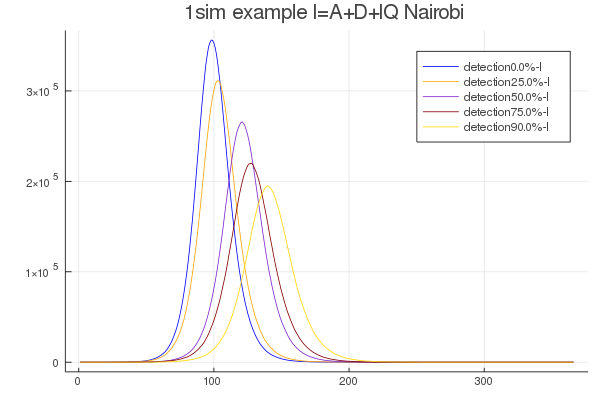 1sim example I=A+D+IQ Nairobi
detection0.0%-I
detection25.0%-I
detection50.0%-I
detection75.0%-I
detection90.0%-I
3×10 5
2×10 5
1×10 5
0
0 100 200 300